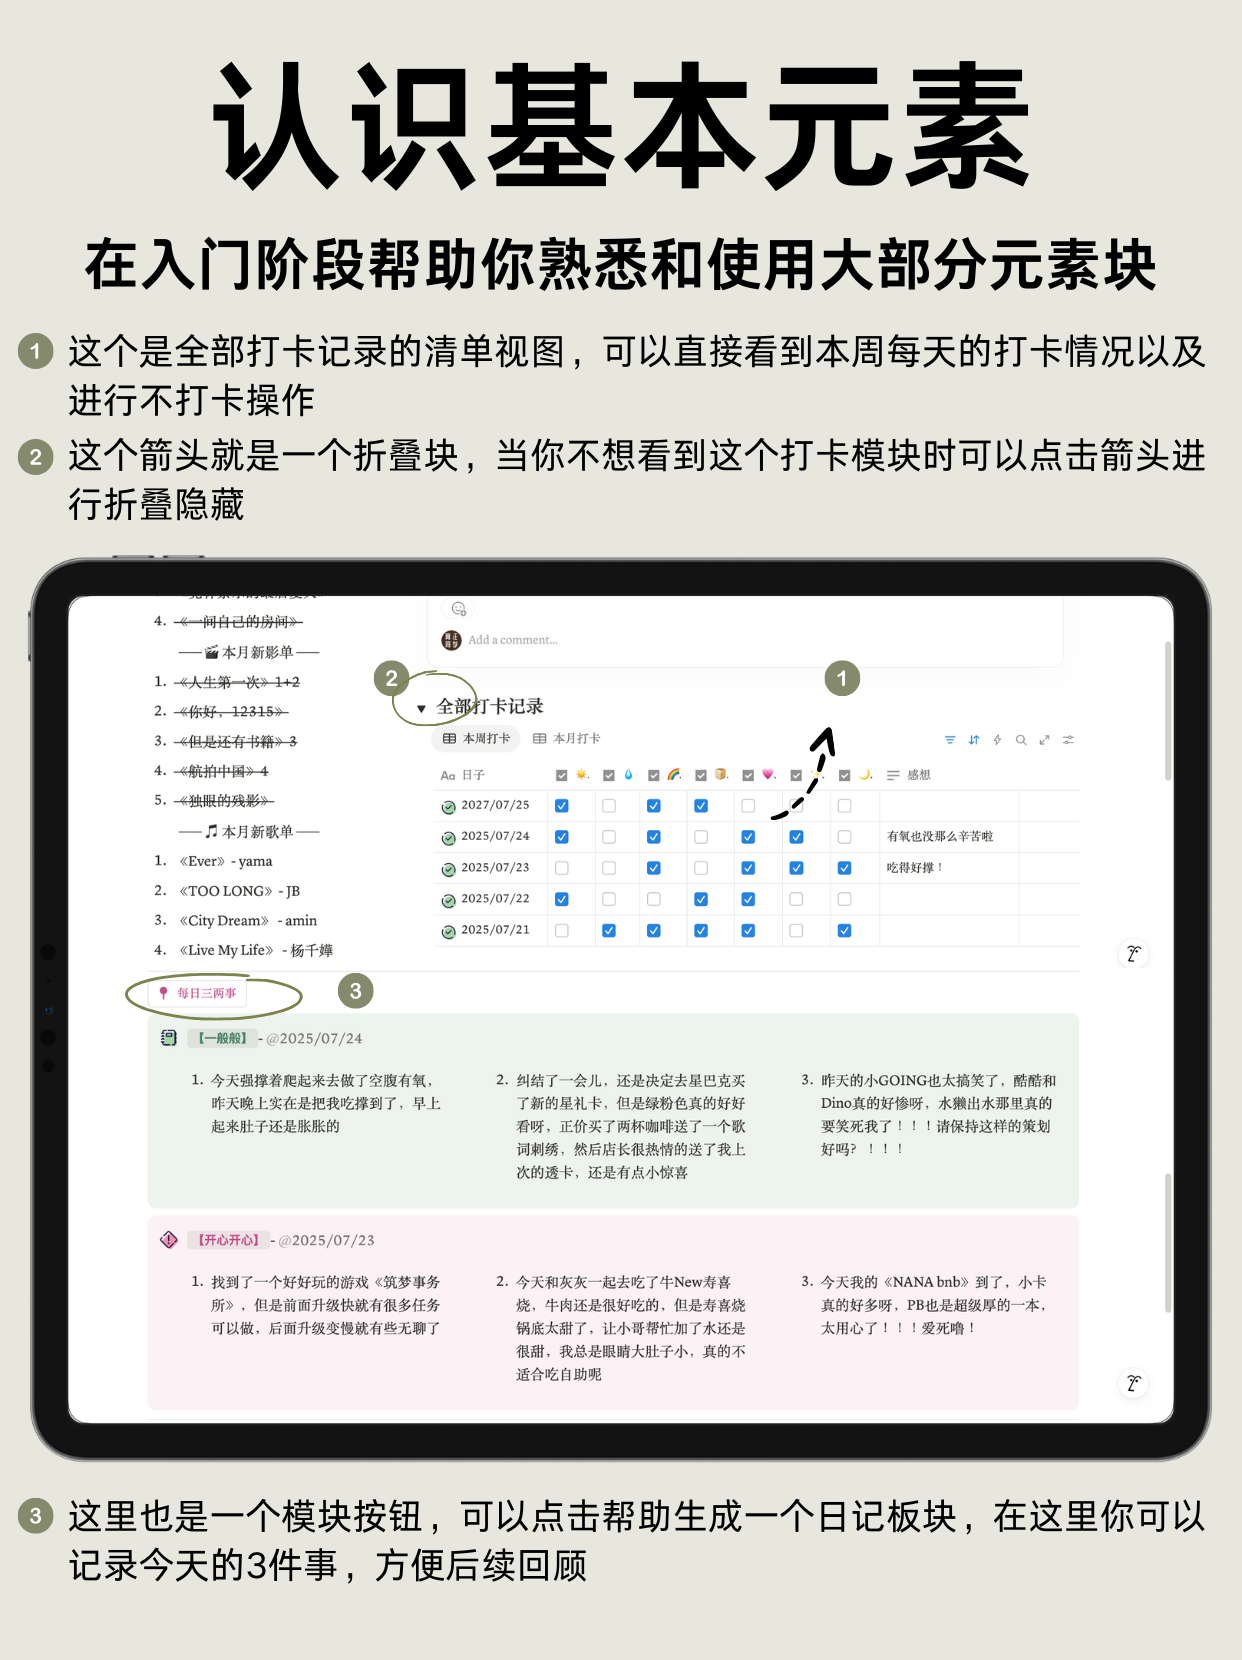 认识基本元素
在入门阶段帮助你熟悉和使用大部分元素块
1 这个是全部打卡记录的清单视图，可以直接看到本周每天的打卡情况以及
进行不打卡操作
2 这个箭头就是一个折叠块，当你不想看到这个打卡模块时可以点击箭头进
行折叠隐藏
4. 《一间自己的房间》
本月新影单
1. 《人生第一次》1+2
2. 《你好，12315》
3. 《但是还有书籍》3
4. 《航拍中国》4
5. 《独眼的残影》
本月新歌单
1. 《Ever》- yama
2. 《TOO LONG》- JB
3. 《City Dream》 - amin
4. 《Live My Life》 - 杨千嬅
Add a comment...
2
1
全部打卡记录
本周打卡 本月打卡
Aa 日子 感想
2027/07/25
2025/07/24 有氧也没那么辛苦啦
2025/07/23 吃得好撑！
2025/07/22
2025/07/21
每日三两事
3
【一般般】 - @2025/07/24
1. 今天强撑着爬起来去做了空腹有氧，
昨天晚上实在是把我吃撑到了，早上
起来肚子还是胀胀的
2. 纠结了一会儿，还是决定去星巴克买
了新的星礼卡，但是绿粉色真的好好
看呀，正价买了两杯咖啡送了一个歌
词刺绣，然后店长很热情的送了我上
次的透卡，还是有点小惊喜
3. 昨天的小GOING也太搞笑了，酷酷和
Dino真的好惨呀，水獭出水那里真的
要笑死我了！！！请保持这样的策划
好吗？！！！
【开心开心】 - @2025/07/23
1. 找到了一个好好玩的游戏《筑梦事务
所》，但是前面升级快就有很多任务
可以做，后面升级变慢就有些无聊了
2. 今天和灰灰一起去吃了牛New寿喜
烧，牛肉还是很好吃的，但是寿喜烧
锅底太甜了，让小哥帮忙加了水还是
很甜，我总是眼睛大肚子小，真的不
适合吃自助呢
3. 今天我的《NANA bnb》到了，小卡
真的好多呀，PB也是超级厚的一本，
太用心了！！！爱死噜！
3 这里也是一个模块按钮，可以点击帮助生成一个日记板块，在这里你可以
记录今天的3件事，方便后续回顾